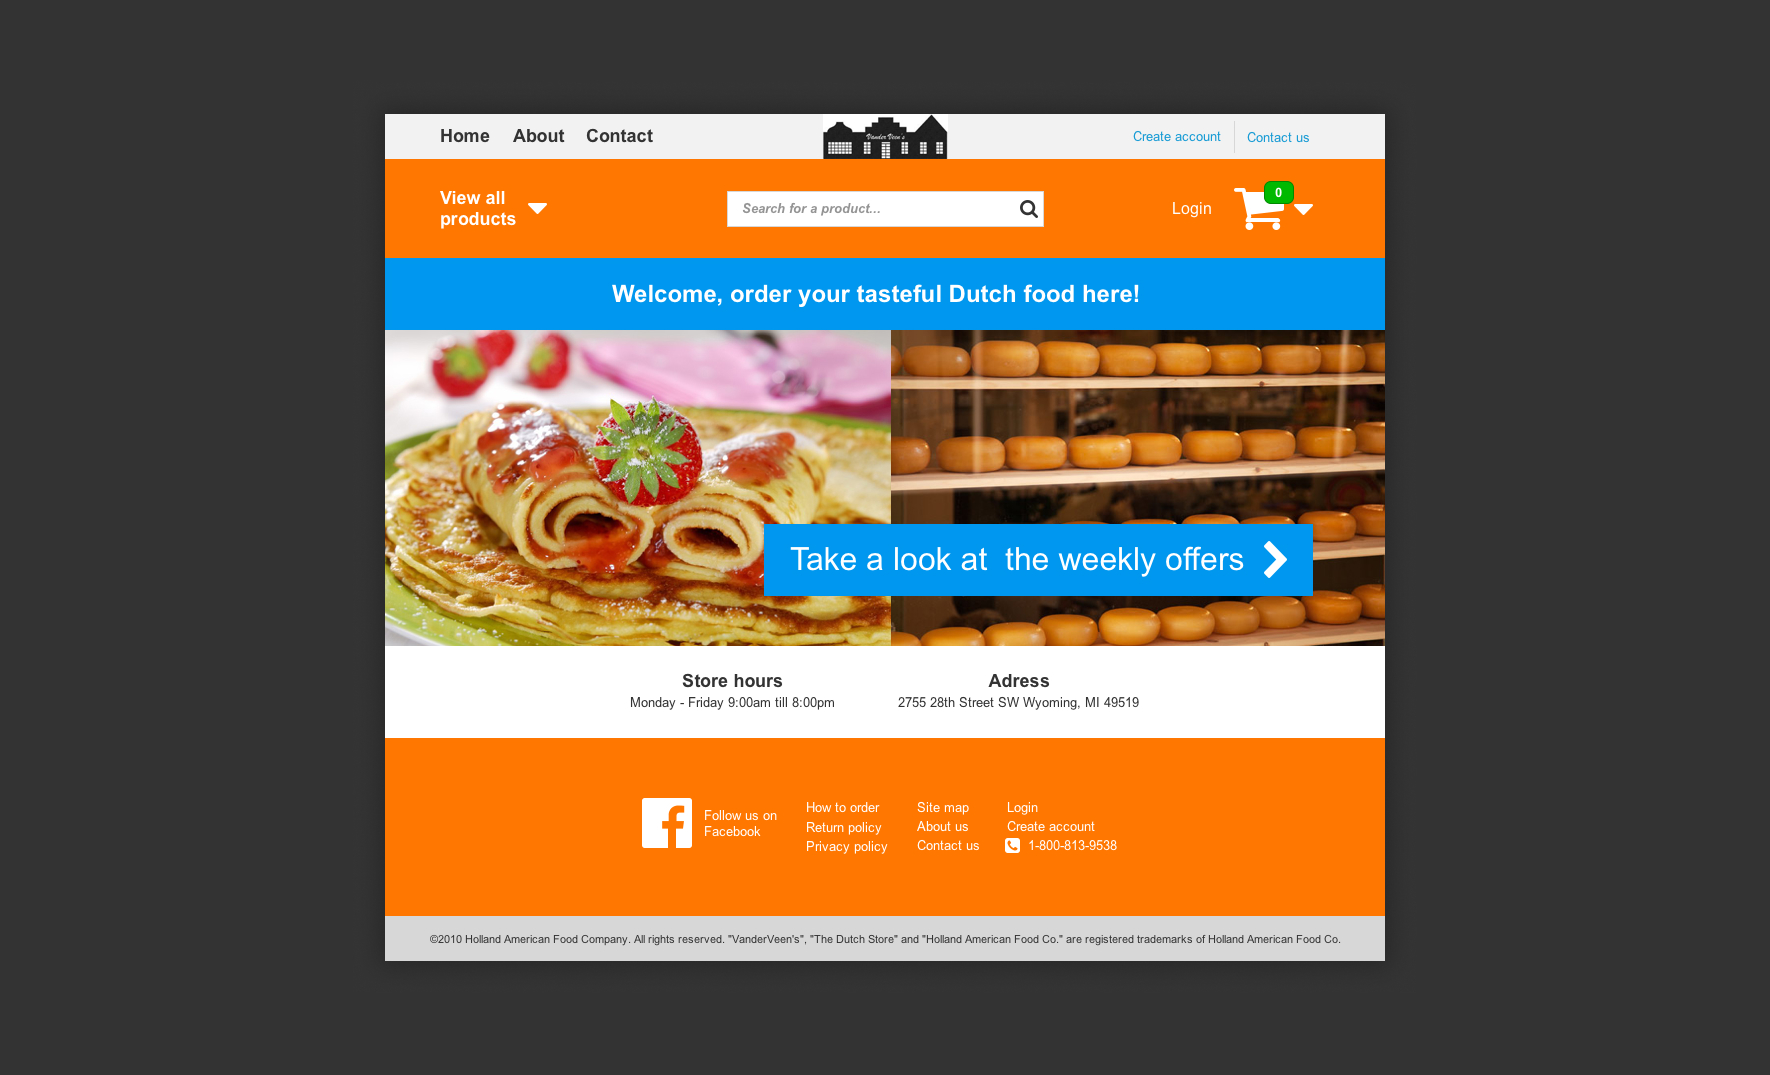 Home About Contact
Vander Veen's
Create account
Contact us
View all
products
Search for a product...
Login
0
Welcome, order your tasteful Dutch food here!
Take a look at  the weekly offers
Store hours
Monday - Friday 9:00am till 8:00pm
Adress
2755 28th Street SW Wyoming, MI 49519
Follow us on
Facebook
How to order
Return policy
Privacy policy
Site map
About us
Contact us
Login
Create account
1-800-813-9538
©2010 Holland American Food Company. All rights reserved. "VanderVeen's", "The Dutch Store" and "Holland American Food Co." are registered trademarks of Holland American Food Co.